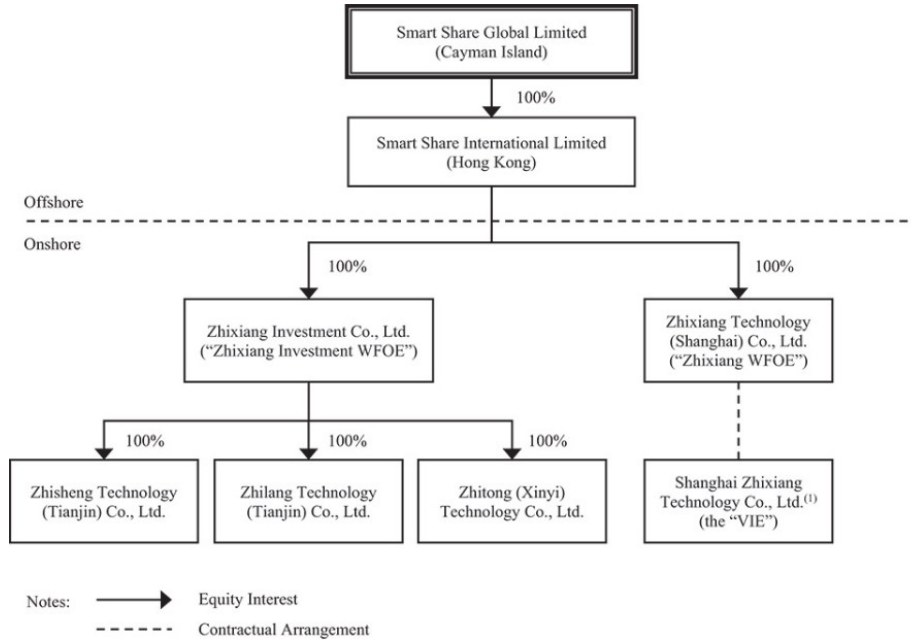 Smart Share Global Limited
(Cayman Island)
100%
Smart Share International Limited
(Hong Kong)
Offshore
Onshore
100%
100%
Zhixiang Investment Co., Ltd.
(“Zhixiang Investment WFOE”)
Zhixiang Technology
(Shanghai) Co., Ltd.
(“Zhixiang WFOE”)
100%
100%
100%
Zhisheng Technology
(Tianjin) Co., Ltd.
Zhilang Technology
(Tianjin) Co., Ltd.
Zhitong (Xinyi)
Technology Co., Ltd.
Shanghai Zhixiang
Technology Co., Ltd.(1)
(the “VIE”)
Notes:
Equity Interest
Contractual Arrangement